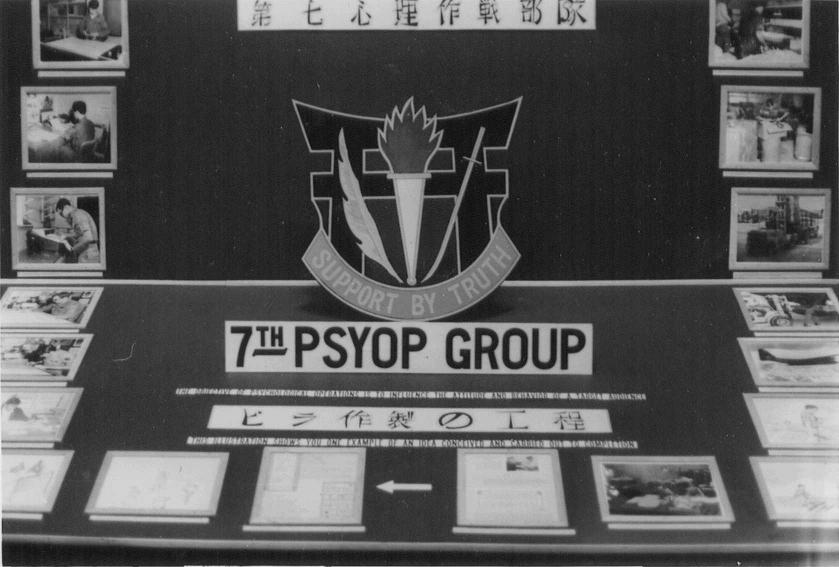 第七心理作戦部隊
SUPPORT BY TRUTH
7TH PSYOP GROUP
THE OBJECTIVE OF PSYCHOLOGICAL OPERATIONS IS TO INFLUENCE THE ATTITUDE AND BEHAVIOR OF A TARGET AUDIENCE
ビラ作製の工程
THIS ILLUSTRATION SHOWS YOU ONE EXAMPLE OF AN IDEA CONCEIVED AND CARRIED OUT TO COMPLETION